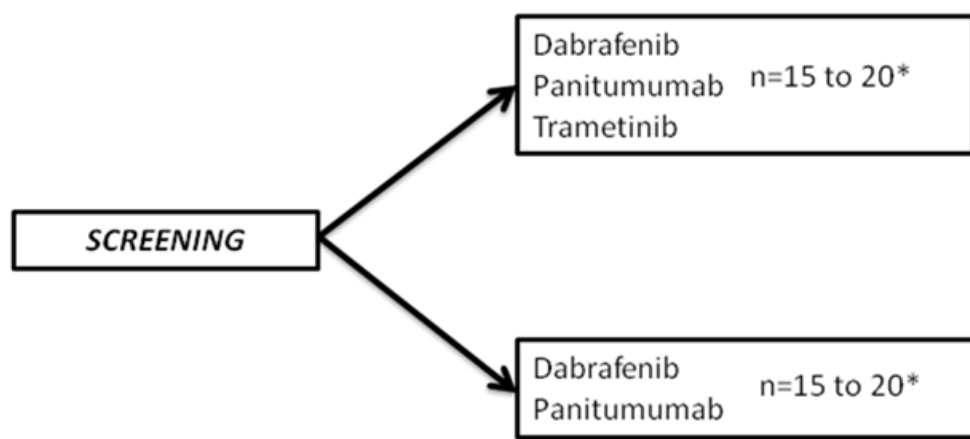 Dabrafenib
Panitumumab n=15 to 20*
Trametinib
SCREENING
Dabrafenib
Panitumumab n=15 to 20*